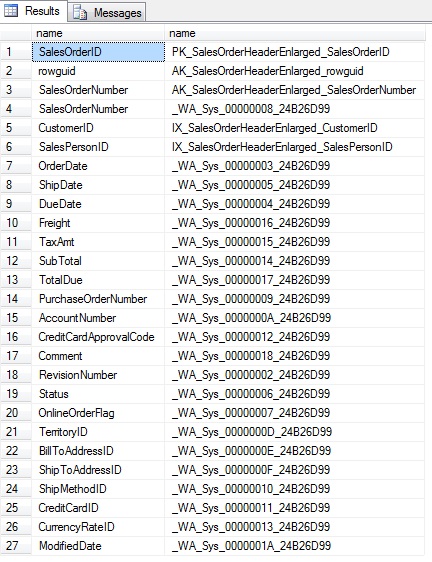 Results Messages
name name
1 SalesOrderID PK_SalesOrderHeaderEnlarged_SalesOrderID
2 rowguid AK_SalesOrderHeaderEnlarged_rowguid
3 SalesOrderNumber AK_SalesOrderHeaderEnlarged_SalesOrderNumber
4 SalesOrderNumber _WA_Sys_00000008_24B26D99
5 CustomerID IX_SalesOrderHeaderEnlarged_CustomerID
6 SalesPersonID IX_SalesOrderHeaderEnlarged_SalesPersonID
7 OrderDate _WA_Sys_00000003_24B26D99
8 ShipDate _WA_Sys_00000005_24B26D99
9 DueDate _WA_Sys_00000004_24B26D99
10 Freight _WA_Sys_00000016_24B26D99
11 TaxAmt _WA_Sys_00000015_24B26D99
12 SubTotal _WA_Sys_00000014_24B26D99
13 TotalDue _WA_Sys_00000017_24B26D99
14 PurchaseOrderNumber _WA_Sys_00000009_24B26D99
15 AccountNumber _WA_Sys_0000000A_24B26D99
16 CreditCardApprovalCode _WA_Sys_00000012_24B26D99
17 Comment _WA_Sys_00000018_24B26D99
18 RevisionNumber _WA_Sys_00000002_24B26D99
19 Status _WA_Sys_00000006_24B26D99
20 OnlineOrderFlag _WA_Sys_00000007_24B26D99
21 TerritoryID _WA_Sys_0000000D_24B26D99
22 BillToAddressID _WA_Sys_0000000E_24B26D99
23 ShipToAddressID _WA_Sys_0000000F_24B26D99
24 ShipMethodID _WA_Sys_00000010_24B26D99
25 CreditCardID _WA_Sys_00000011_24B26D99
26 CurrencyRateID _WA_Sys_00000013_24B26D99
27 ModifiedDate _WA_Sys_0000001A_24B26D99